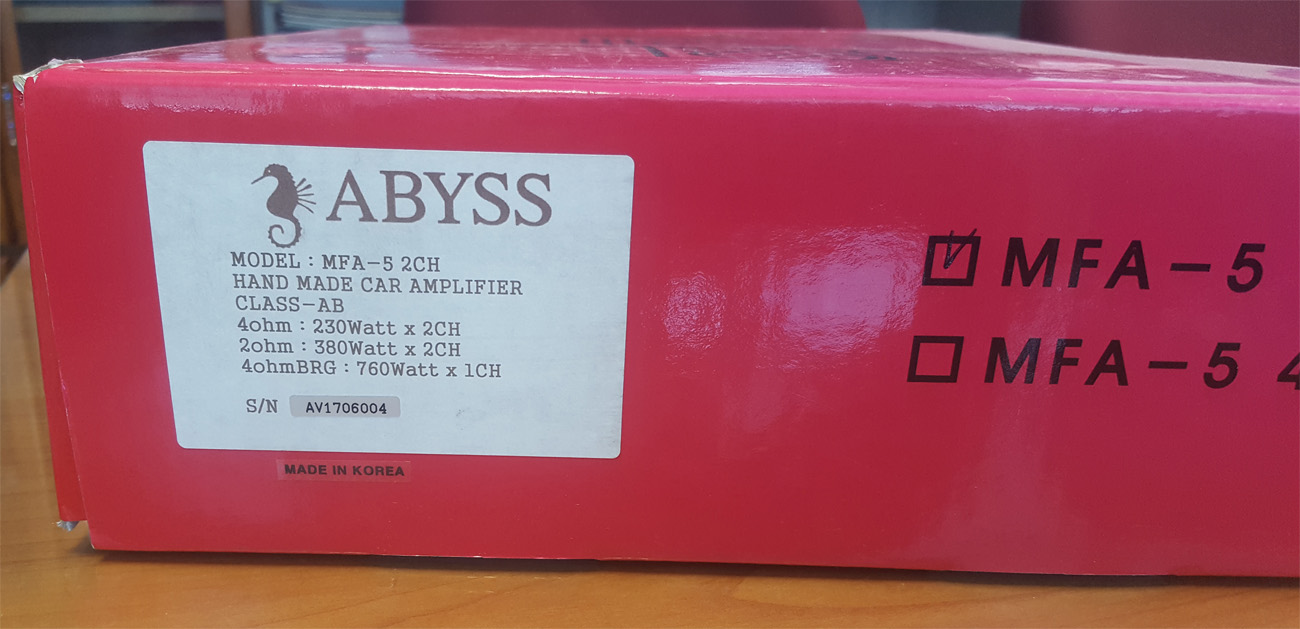 ABYSS
MODEL : MFA-5 2CH
HAND MADE CAR AMPLIFIER
CLASS-AB
4ohm : 230Watt x 2CH
2ohm : 380Watt x 2CH
4ohmBRG : 760Watt x 1CH
S/N AV1706004
MADE IN KOREA
MFA-5
MFA-5 4